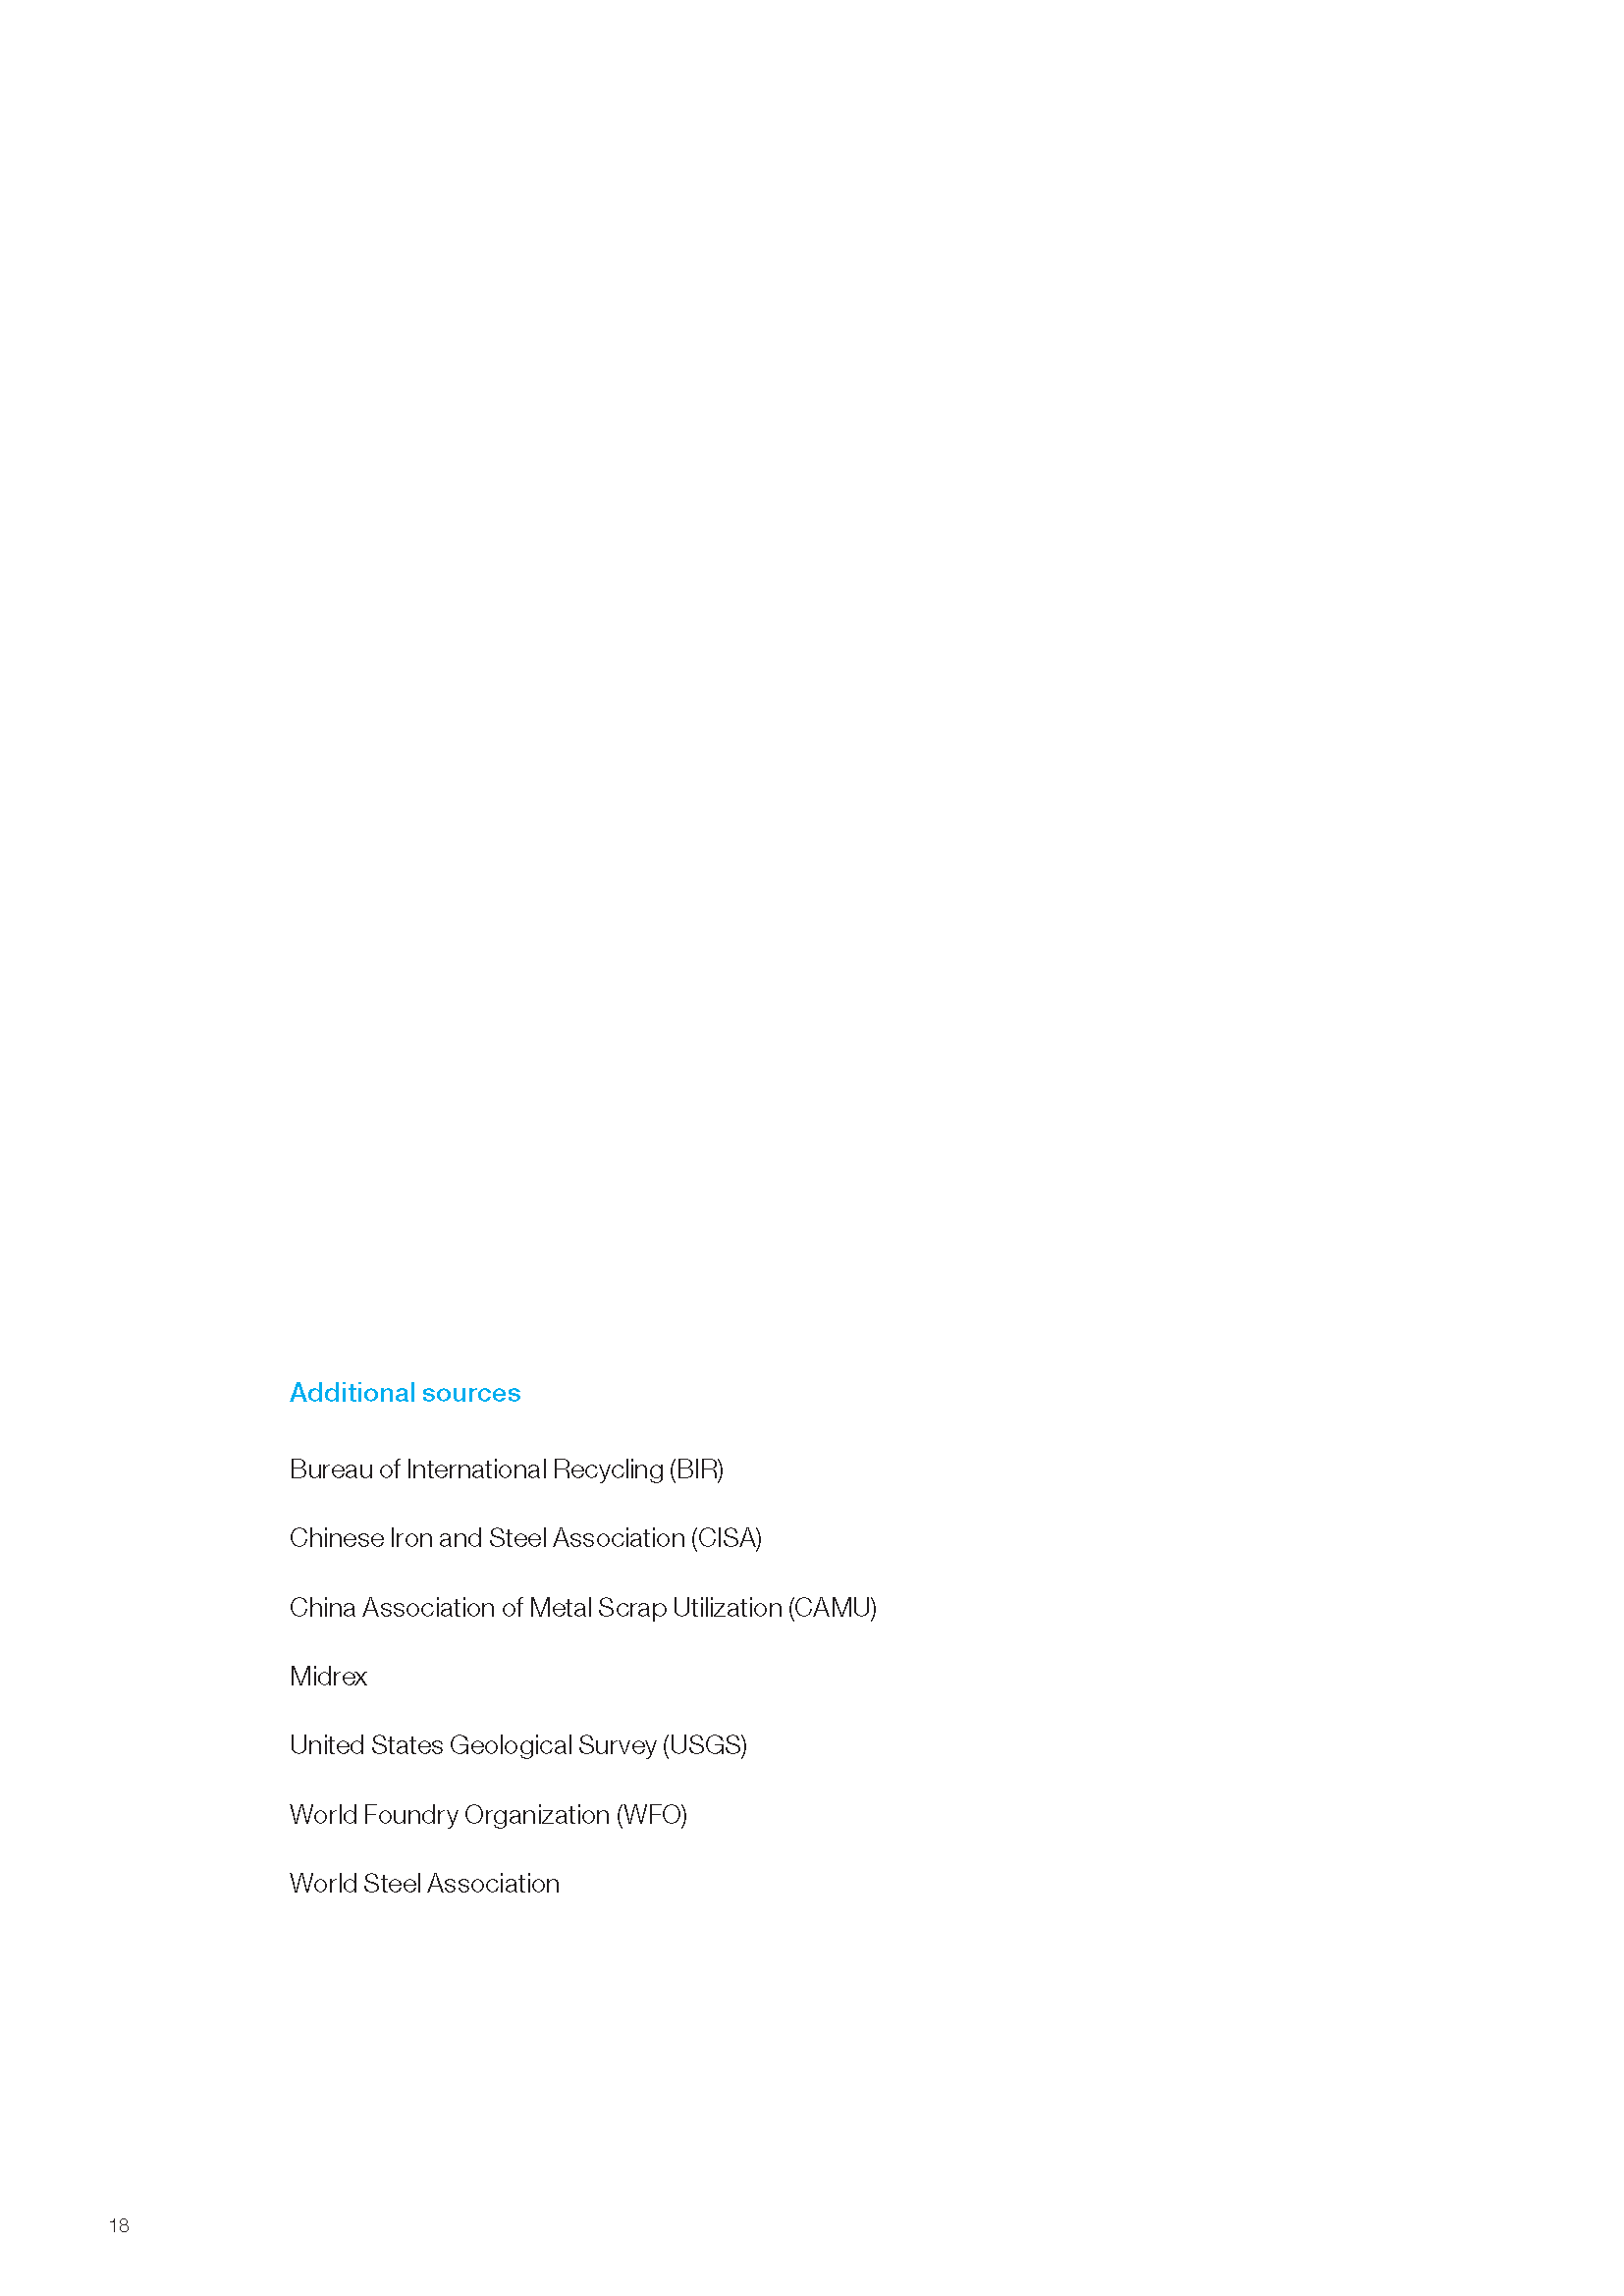 Additional sources
Bureau of International Recycling (BIR)
Chinese Iron and Steel Association (CISA)
China Association of Metal Scrap Utilization (CAMU)
Midrex
United States Geological Survey (USGS)
World Foundry Organization (WFO)
World Steel Association
18